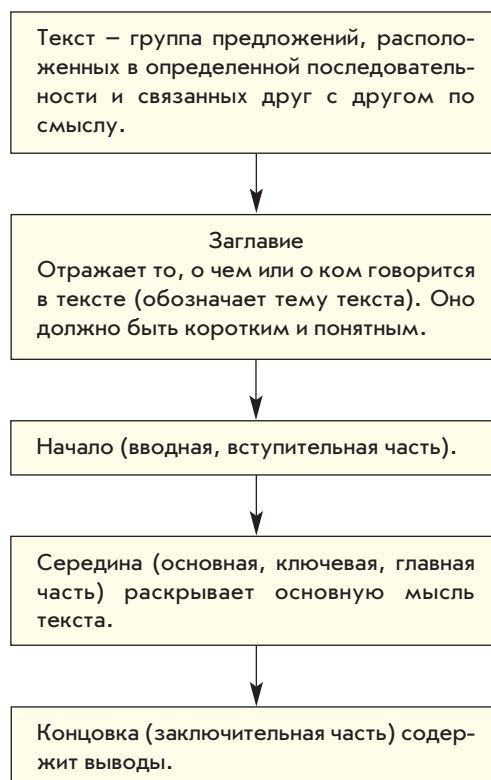 Текст – группа предложений, располо-
женных в определенной последователь-
ности и связанных друг с другом по
смыслу.
Заглавие
Отражает то, о чем или о ком говорится
в тексте (обозначает тему текста). Оно
должно быть коротким и понятным.
Начало (вводная, вступительная часть).
Середина (основная, ключевая, главная
часть) раскрывает основную мысль
текста.
Концовка (заключительная часть) содер-
жит выводы.